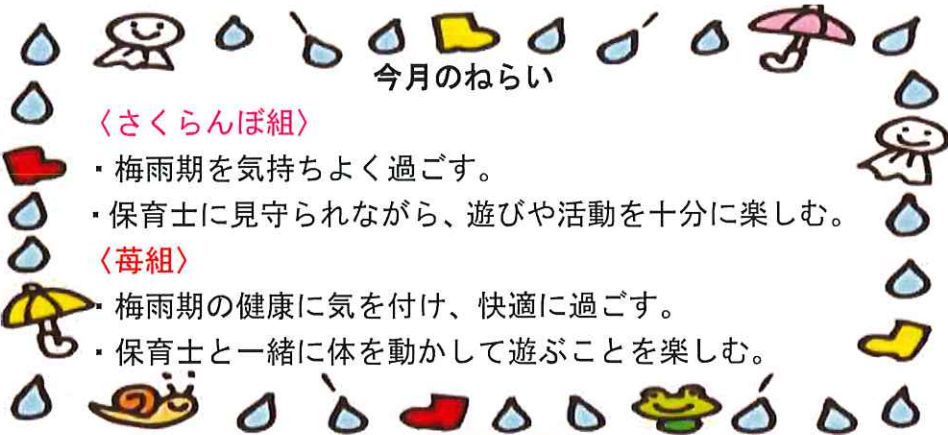 今月のねらい
〈さくらんぼ組〉
・梅雨期を気持ちよく過ごす。
・保育士に見守られながら、遊びや活動を十分に楽しむ。
〈苺組〉
・梅雨期の健康に気を付け、快適に過ごす。
・保育士と一緒に体を動かして遊ぶことを楽しむ。